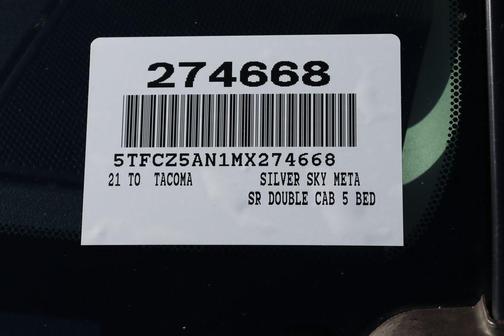 274668
5TFCZ5AN1MX274668
21 TO TACOMA SILVER SKY META
SR DOUBLE CAB 5 BED